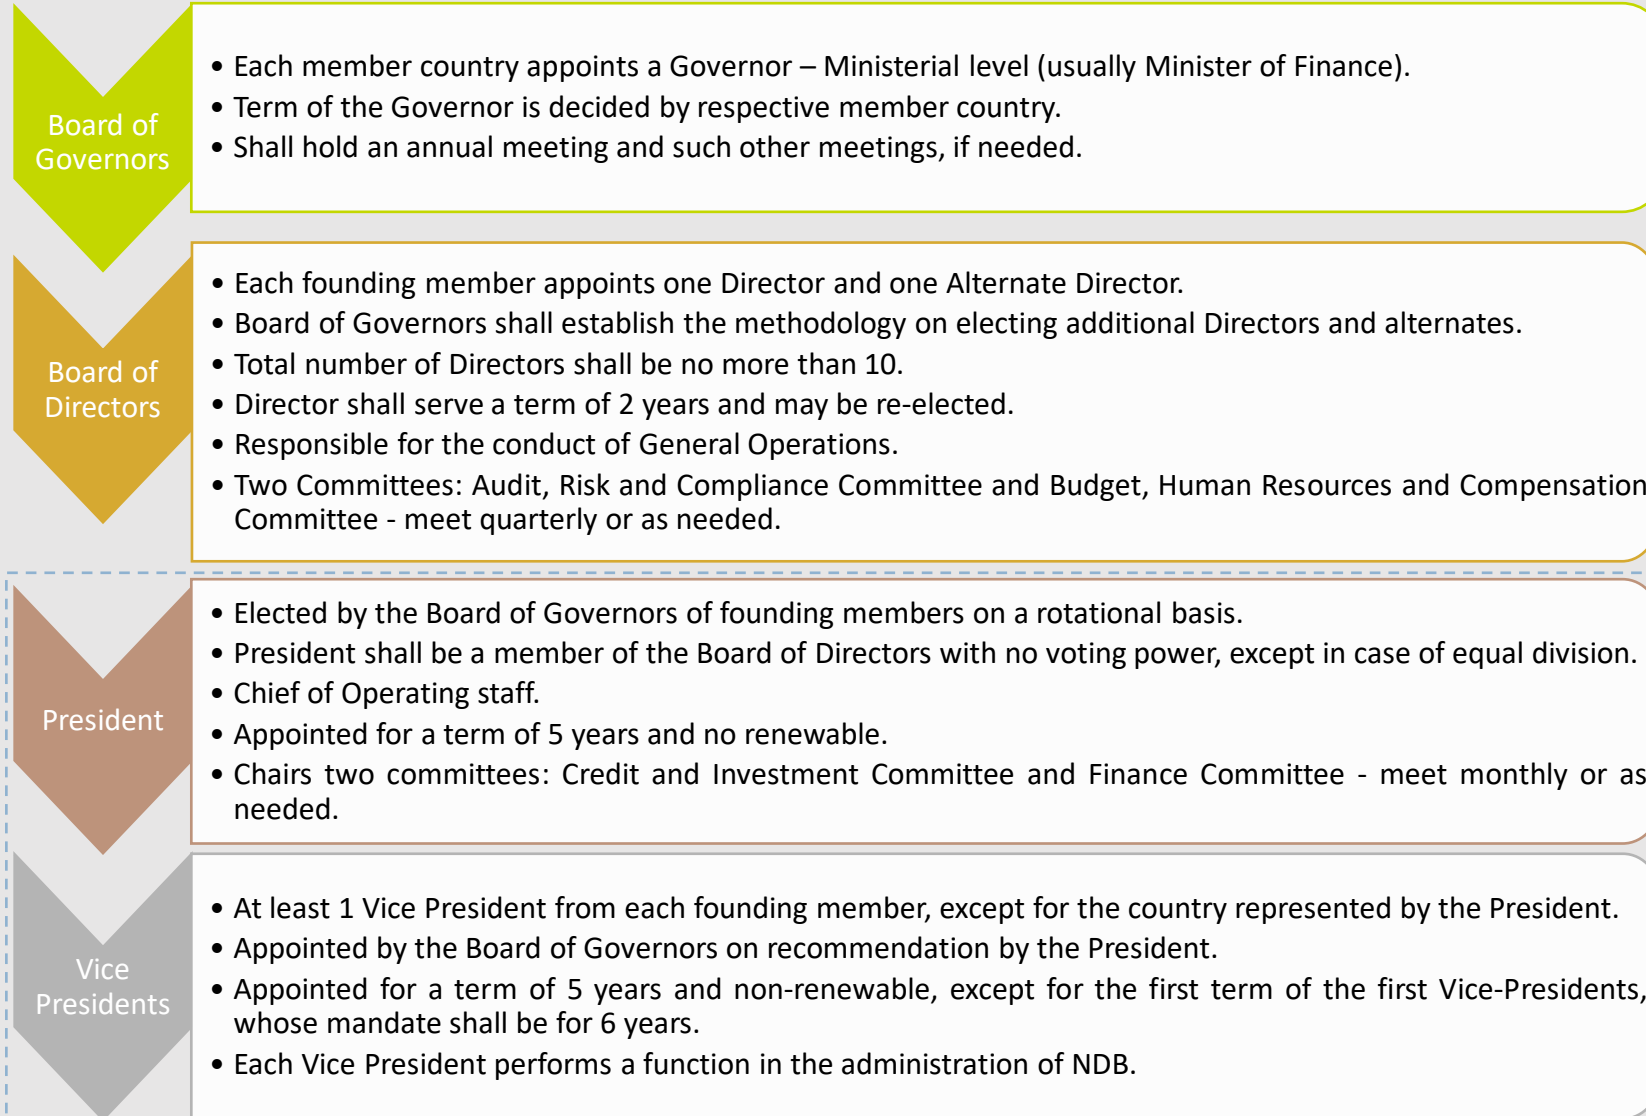 Board of
Governors
• Each member country appoints a Governor – Ministerial level (usually Minister of Finance).
• Term of the Governor is decided by respective member country.
• Shall hold an annual meeting and such other meetings, if needed.
Board of
Directors
• Each founding member appoints one Director and one Alternate Director.
• Board of Governors shall establish the methodology on electing additional Directors and alternates.
• Total number of Directors shall be no more than 10.
• Director shall serve a term of 2 years and may be re-elected.
• Responsible for the conduct of General Operations.
• Two Committees: Audit, Risk and Compliance Committee and Budget, Human Resources and Compensation
Committee - meet quarterly or as needed.
President
• Elected by the Board of Governors of founding members on a rotational basis.
• President shall be a member of the Board of Directors with no voting power, except in case of equal division.
• Chief of Operating staff.
• Appointed for a term of 5 years and no renewable.
• Chairs two committees: Credit and Investment Committee and Finance Committee - meet monthly or as
needed.
Vice
Presidents
• At least 1 Vice President from each founding member, except for the country represented by the President.
• Appointed by the Board of Governors on recommendation by the President.
• Appointed for a term of 5 years and non-renewable, except for the first term of the first Vice-Presidents,
whose mandate shall be for 6 years.
• Each Vice President performs a function in the administration of NDB.